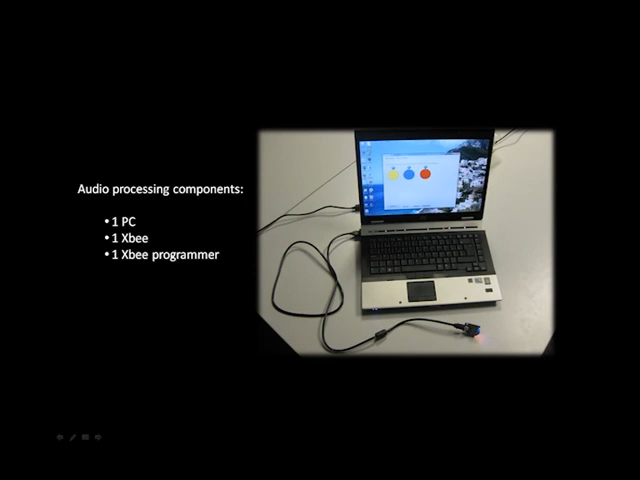 Audio processing components:
• 1 PC
• 1 Xbee
• 1 Xbee programmer